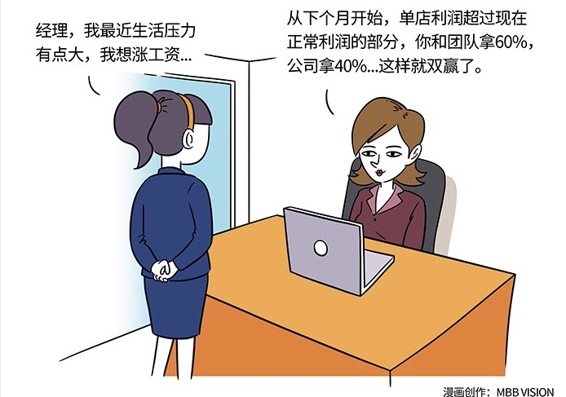 经理，我最近生活压力
有点大，我想涨工资...
从下个月开始，单店利润超过现在
正常利润的部分，你和团队拿60%，
公司拿40%...这样就双赢了。
漫画创作：MBB VISION